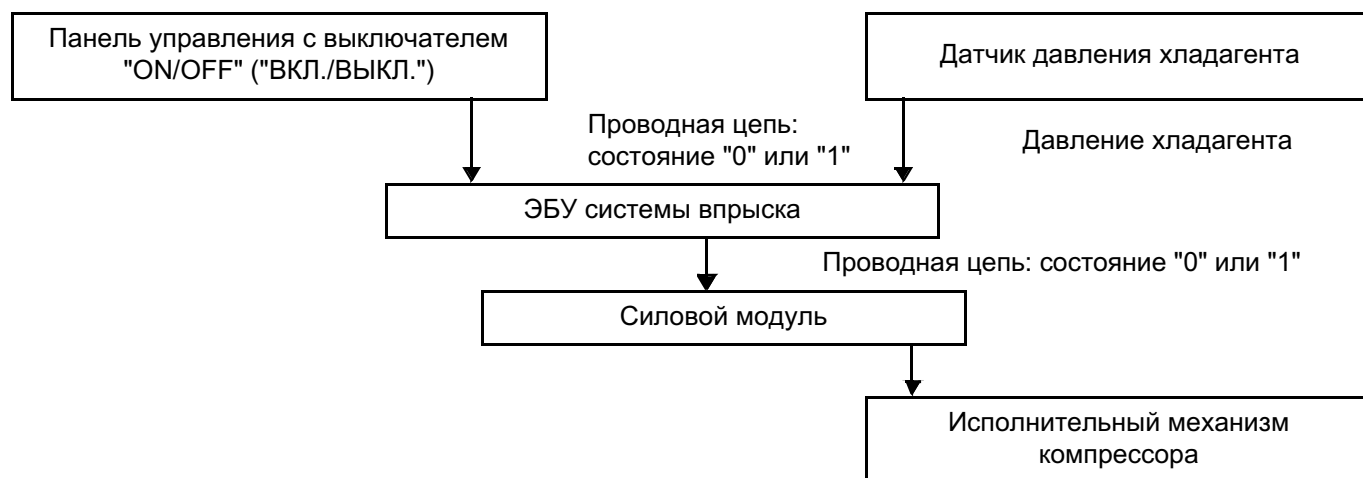 Панель управления с выключателем
"ON/OFF" ("ВКЛ./ВЫКЛ.")
Датчик давления хладагента
Проводная цепь:
состояние "0" или "1"
Давление хладагента
ЭБУ системы впрыска
Проводная цепь: состояние "0" или "1"
Силовой модуль
Исполнительный механизм
компрессора